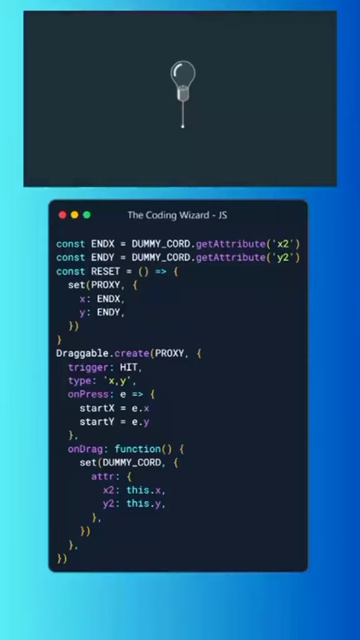 The Coding Wizard - JS
const ENDX = DUMMY_CORD.getAttribute('x2')
const ENDY = DUMMY_CORD.getAttribute('y2')
const RESET = () => {
  set(PROXY, {
    x: ENDX,
    y: ENDY,
  })
}
Draggable.create(PROXY, {
  trigger: HIT,
  type: 'x,y',
  onPress: e => {
    startX = e.x
    startY = e.y
  },
  onDrag: function() {
    set(DUMMY_CORD, {
      attr: {
        x2: this.x,
        y2: this.y,
      },
    })
  },
})